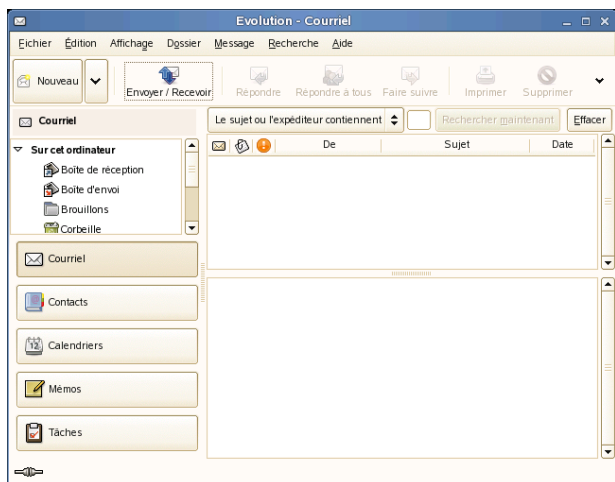 Evolution - Courriel
Fichier Édition Affichage Dossier Message Recherche Aide
Nouveau Envoyer / Recevoir Répondre Répondre à tous Faire suivre Imprimer Supprimer
Courriel Le sujet ou l'expéditeur contiennent Rechercher maintenant Effacer
Sur cet ordinateur De Sujet Date
Boîte de réception
Boîte d'envoi
Brouillons
Corbeille
Courriel
Contacts
12 Calendriers
Mémos
Tâches